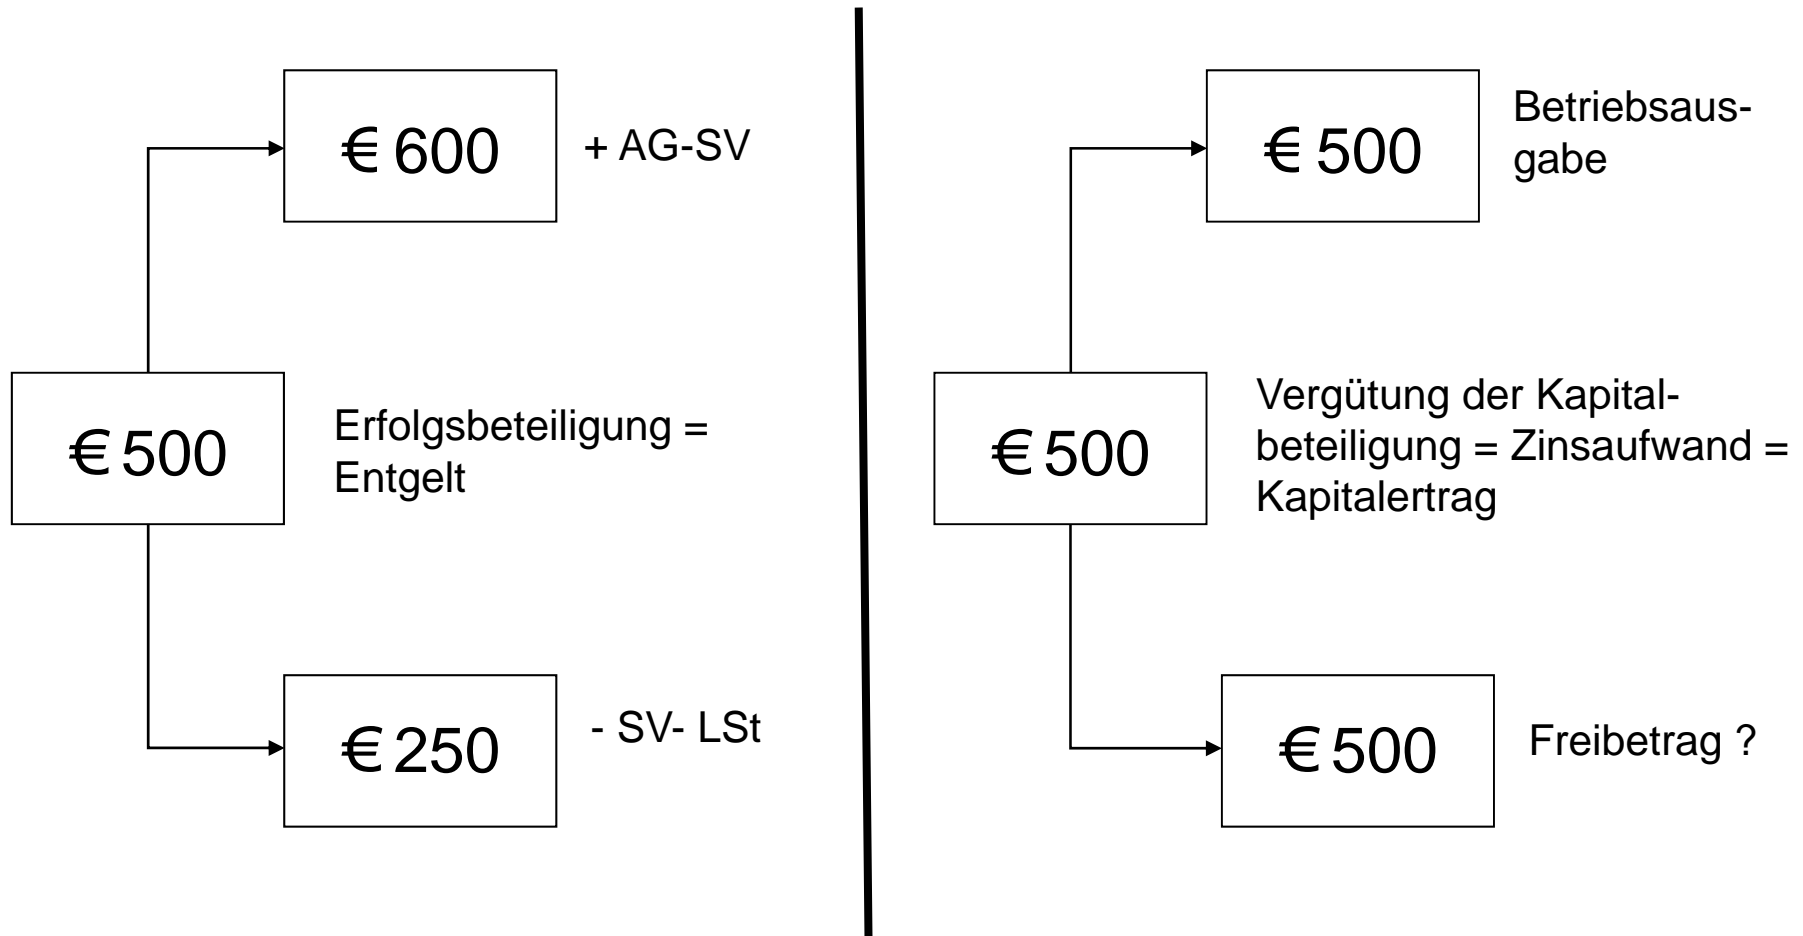 € 600
+ AG-SV
€ 500
Erfolgsbeteiligung =
Entgelt
€ 250
- SV- LSt
€ 500
Betriebsaus-
gabe
€ 500
Vergütung der Kapital-
beteiligung = Zinsaufwand =
Kapitalertrag
€ 500
Freibetrag ?